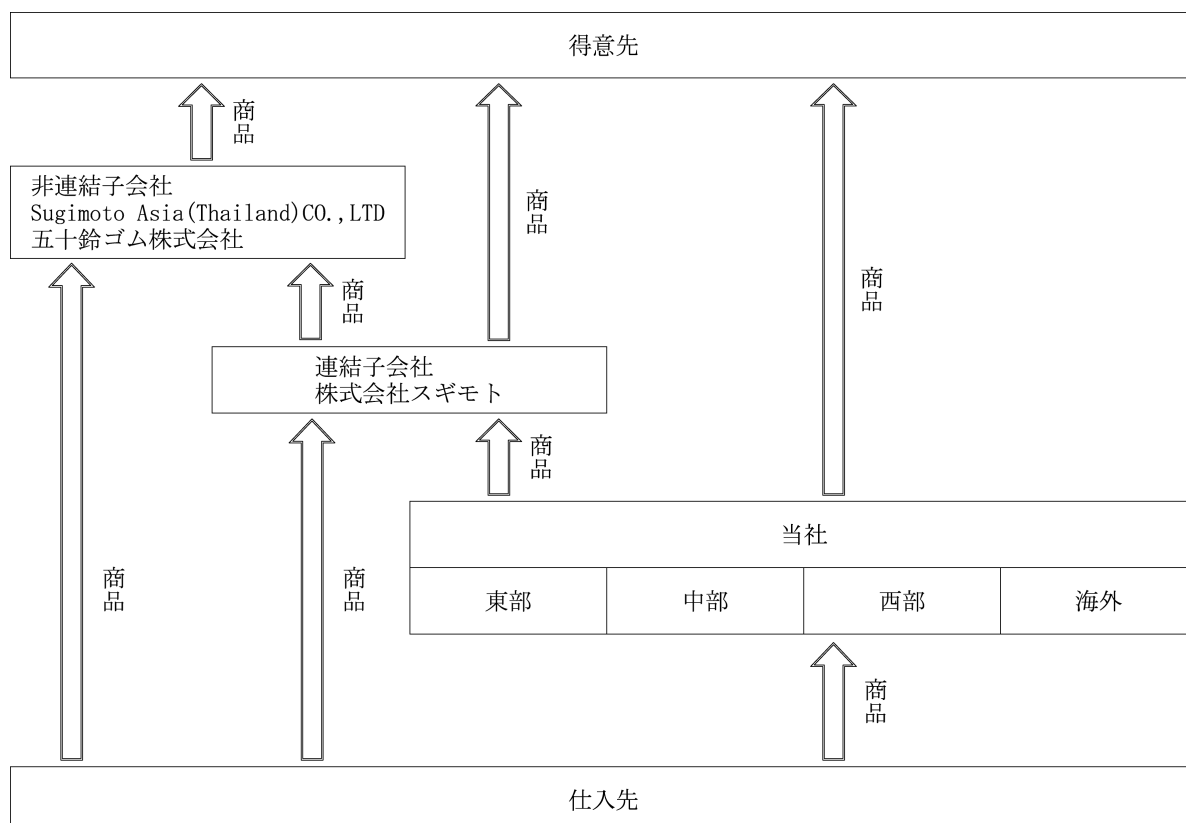 得意先
商品
非連結子会社
Sugimoto Asia(Thailand)CO.,LTD
五十鈴ゴム株式会社
商品
商品
商品
連結子会社
株式会社スギモト
商品
当社
商品
商品
東部
中部
西部
海外
商品
仕入先